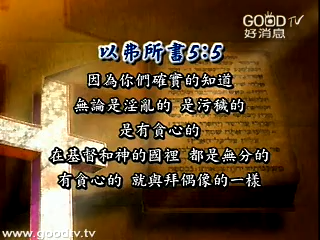 GOOD TV
好消息
以弗所書5:5
因為你們確實的知道
無論是淫亂的 是污穢的
是有貪心的
在基督和神的國裡 都是無分的
有貪心的 就與拜偶像的一樣
www.goodtv.tv